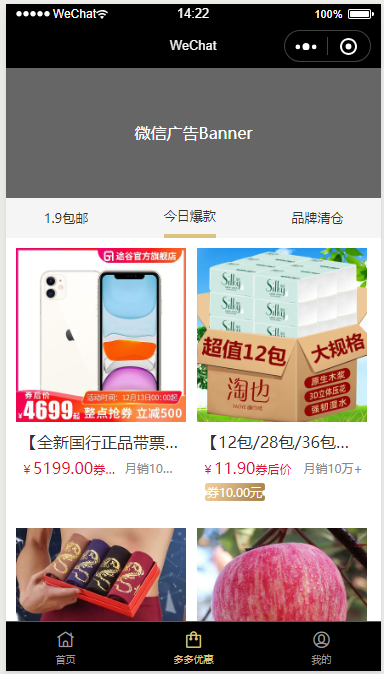 WeChat
14:22
100%
WeChat
微信广告Banner
1.9包邮
今日爆款
品牌清仓
途谷官方旗舰店
活动时间: 12月13日00:00起
券后价
¥4699起
整点抢券 立减500
Silky
Silky
Silky
Silky
超值12包
大规格
淘也
原生木浆
3D立体压花
强韧湿水
【全新国行正品带票...
¥5199.00券...
月销10...
【12包/28包/36包...
¥11.90券后价
月销10万+
券10.00元
首页
多多优惠
我的